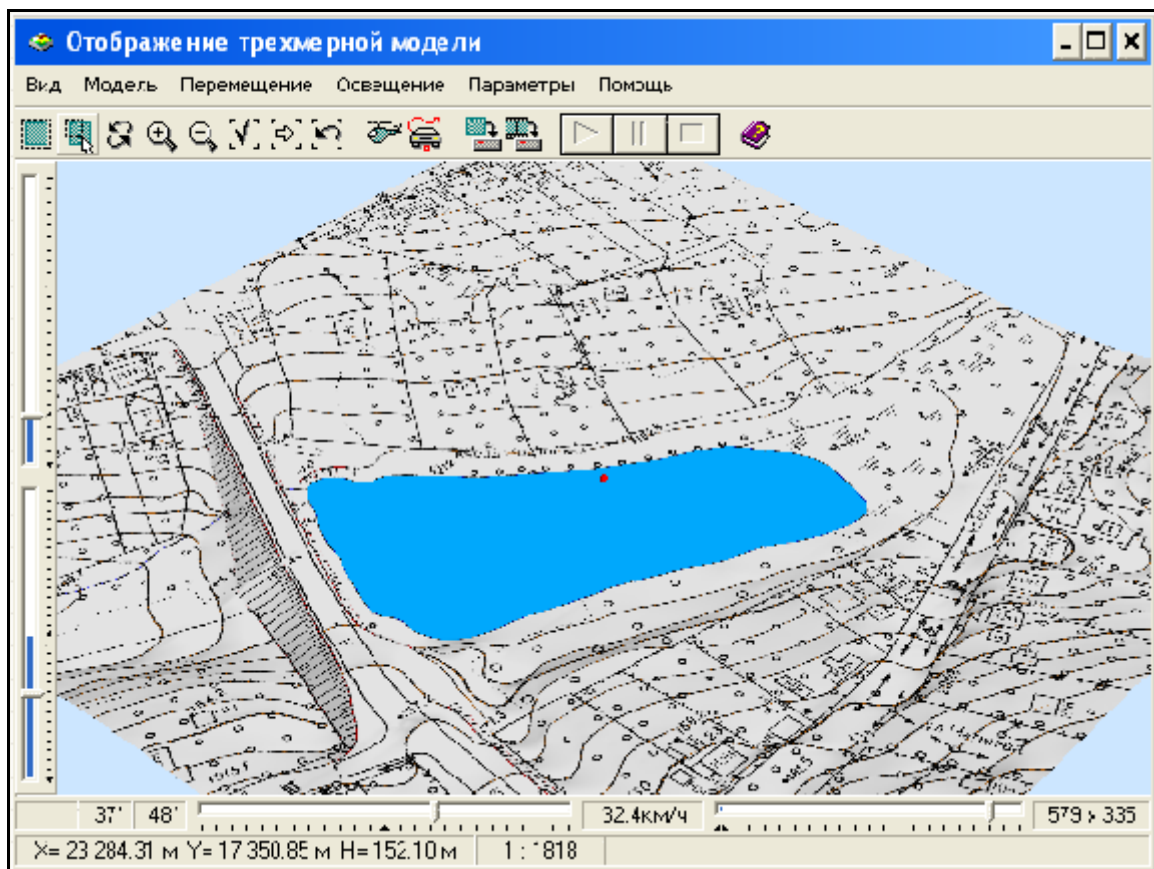 Отображение трехмерной модели
Вид Модель Перемещение Освещение Параметры Помощь
37° 48° 32.4км/ч 579 x 335
X= 23 284.31 м Y= 17 350.85 м H=152.10 м 1 : 1818